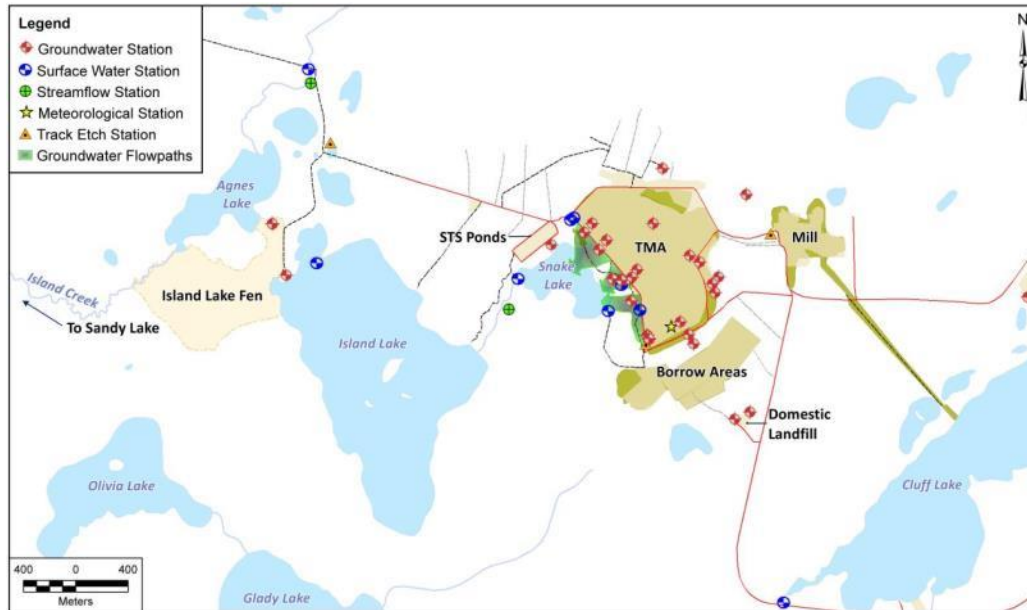 Legend
Groundwater Station
Surface Water Station
Streamflow Station
Meteorological Station
Track Etch Station
Groundwater Flowpaths
N
Agnes
Lake
STS Ponds
TMA
Mill
Snake
Lake
Island Creek
Island Lake Fen
To Sandy Lake
Island Lake
Borrow Areas
Domestic
Landfill
Olivia Lake
Cluff Lake
400 0 400
Meters
Glady Lake